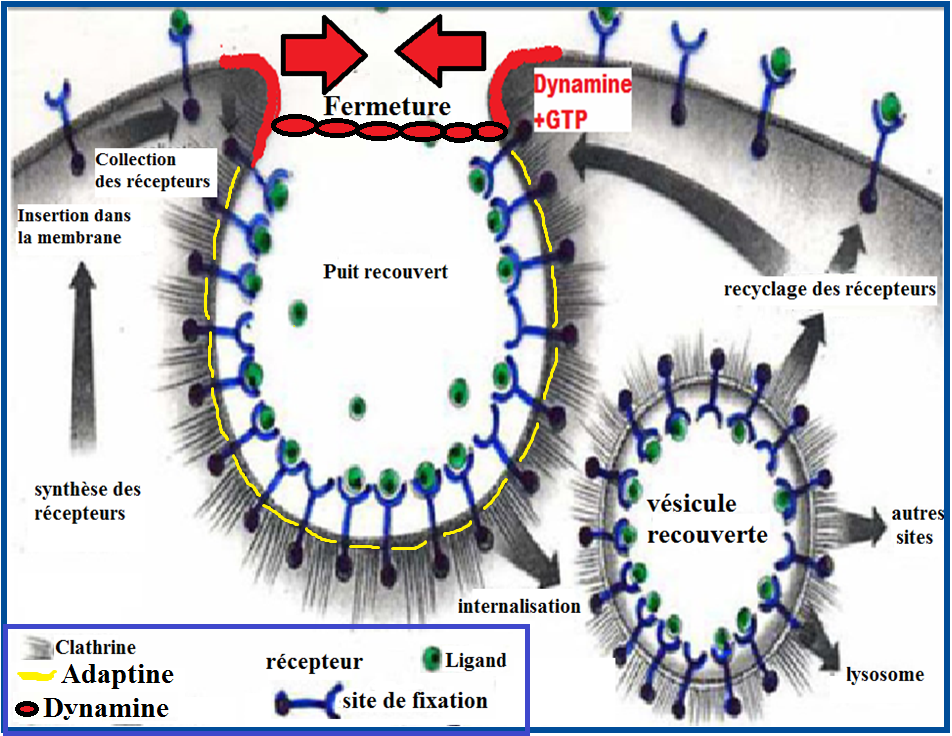 Fermeture
Dynamine
+GTP
Collection
des récepteurs
Insertion dans
la membrane
Puit recouvert
recyclage des récepteurs
synthèse des
récepteurs
vésicule
recouverte
autres
sites
internalisation
lysosome
Clathrine
Adaptine
Dynamine
récepteur
Ligand
site de fixation